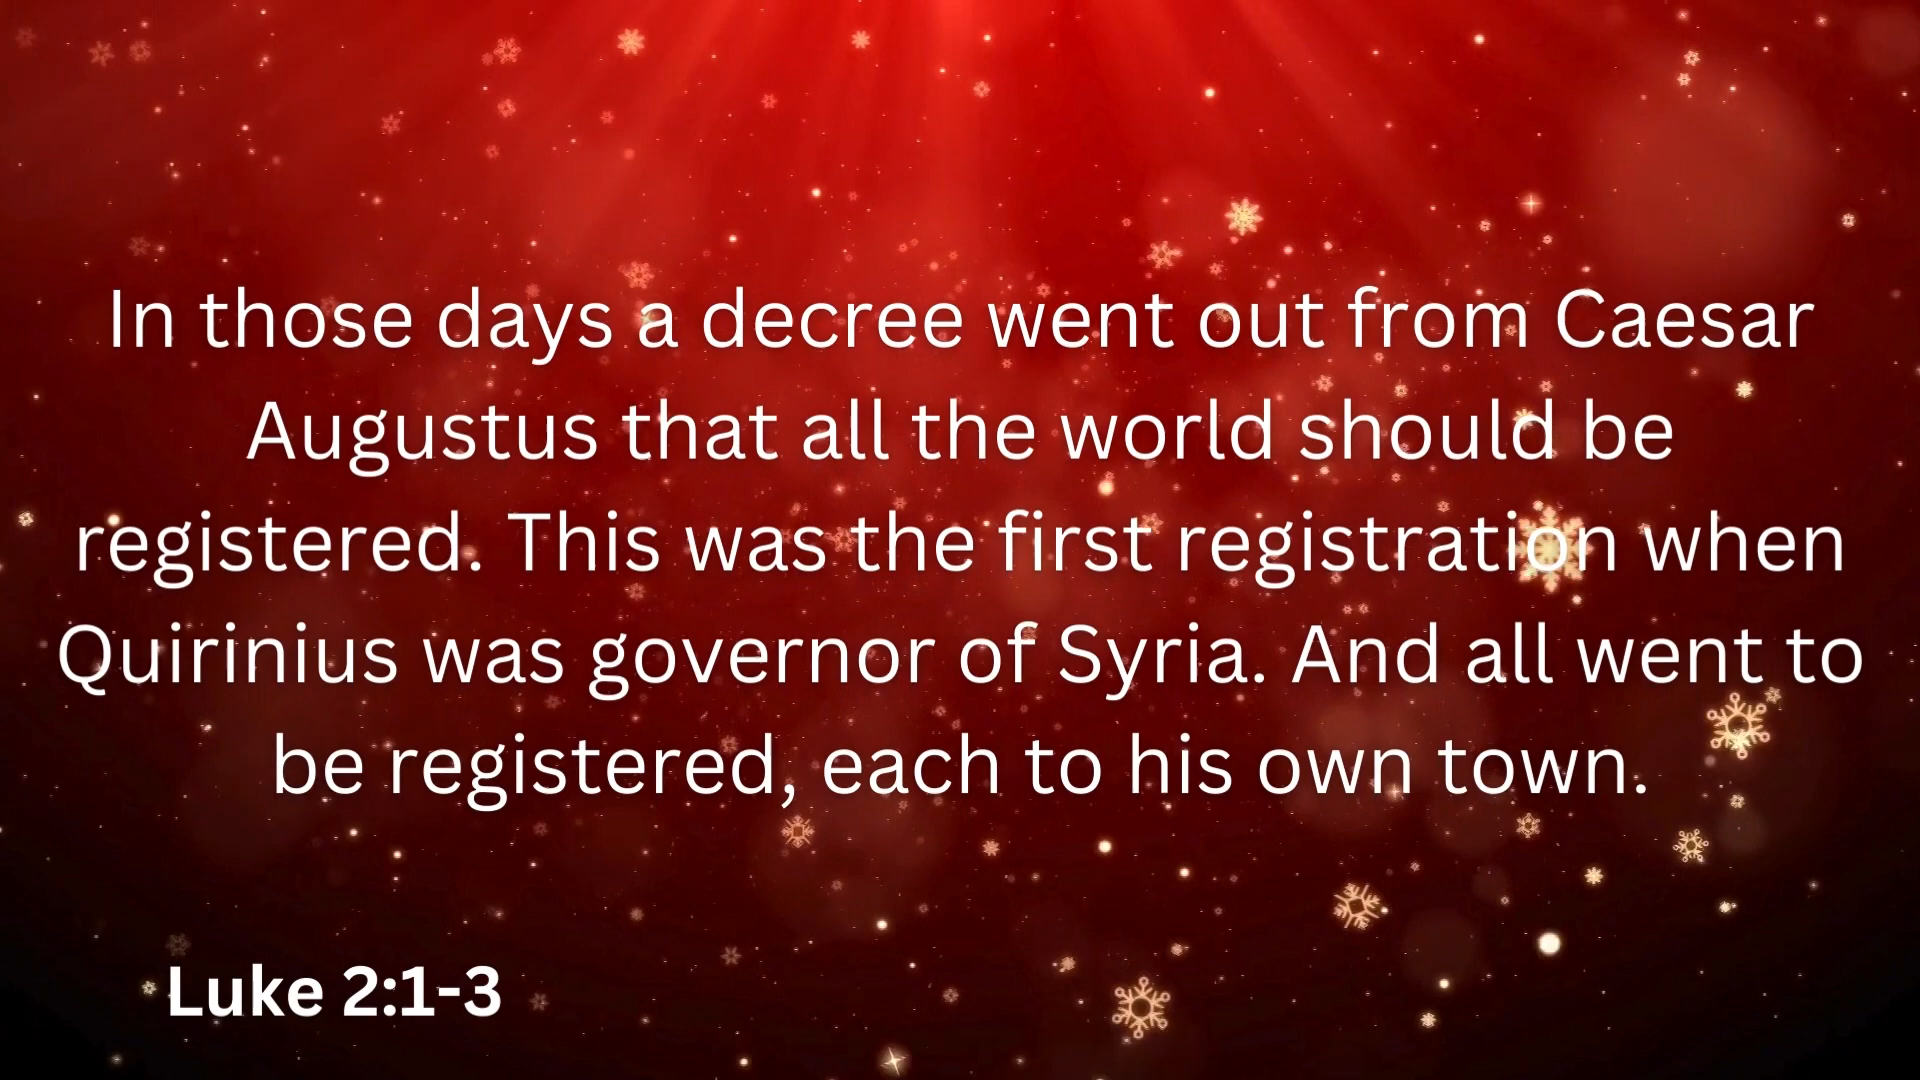 In those days a decree went out from Caesar
Augustus that all the world should be
registered. This was the first registration when
Quirinius was governor of Syria. And all went to
be registered, each to his own town.
Luke 2:1-3